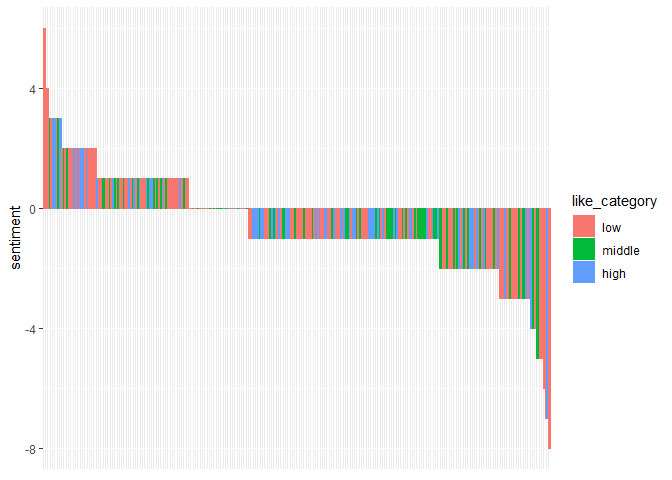 sentiment
4
0
-4
-8
like_category
low
middle
high